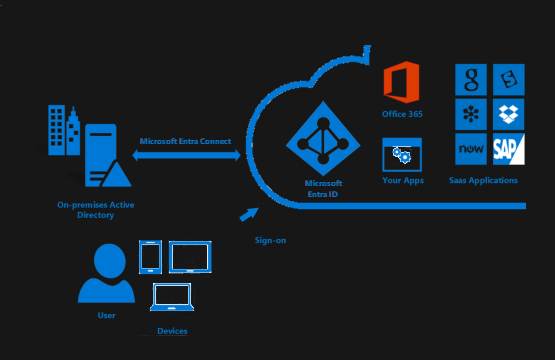 Office 365
g
S
now
SAP
Microsoft Entra Connect
Microsoft
Entra ID
Your Apps
Saas Applications
On-premises Active
Directory
Sign-on
User
Devices